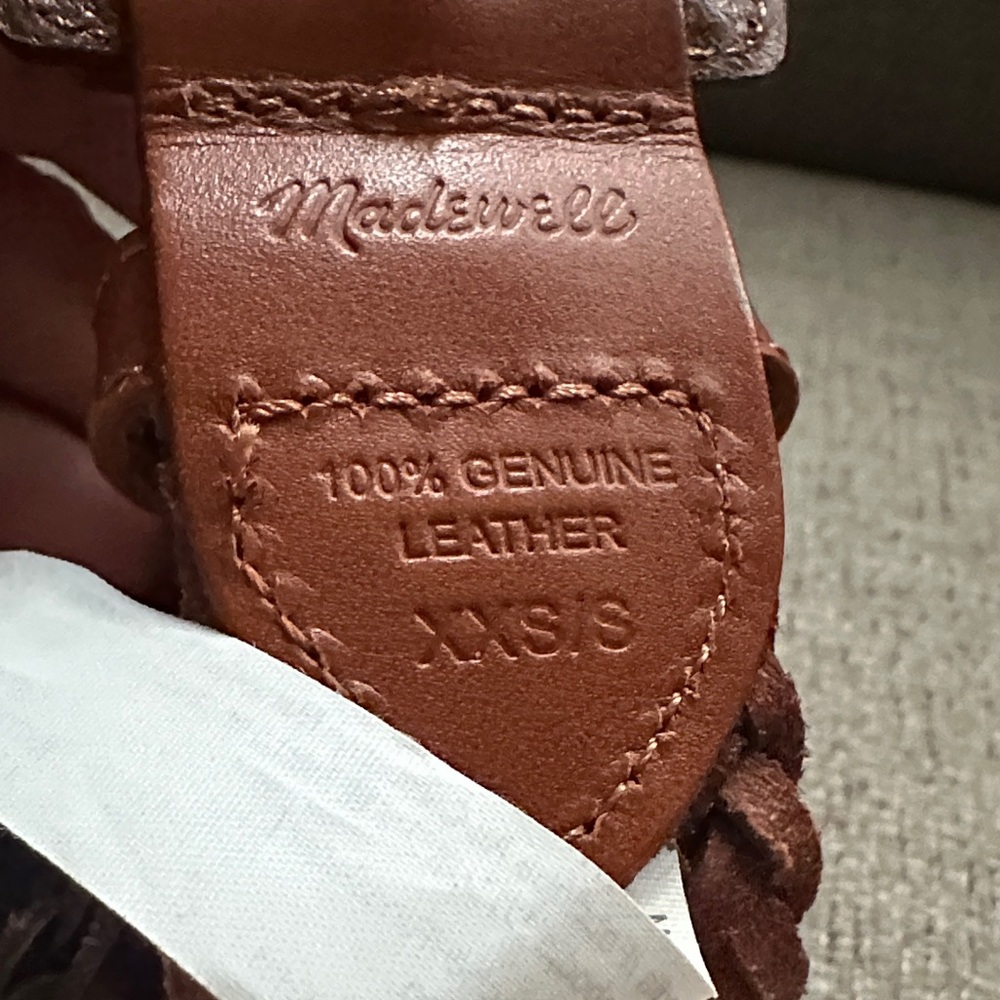 Madewell
100% GENUINE
LEATHER
XXS/S